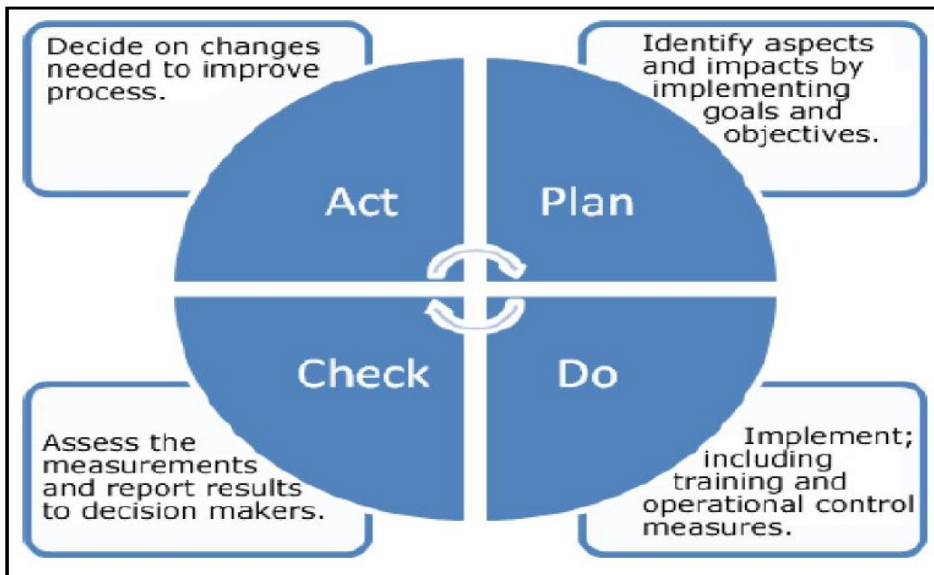 Decide on changes
needed to improve
process.
Identify aspects
and impacts by
implementing
goals and
objectives.
Act
Plan
Check
Do
Assess the
measurements
and report results
to decision makers.
Implement;
including
training and
operational control
measures.